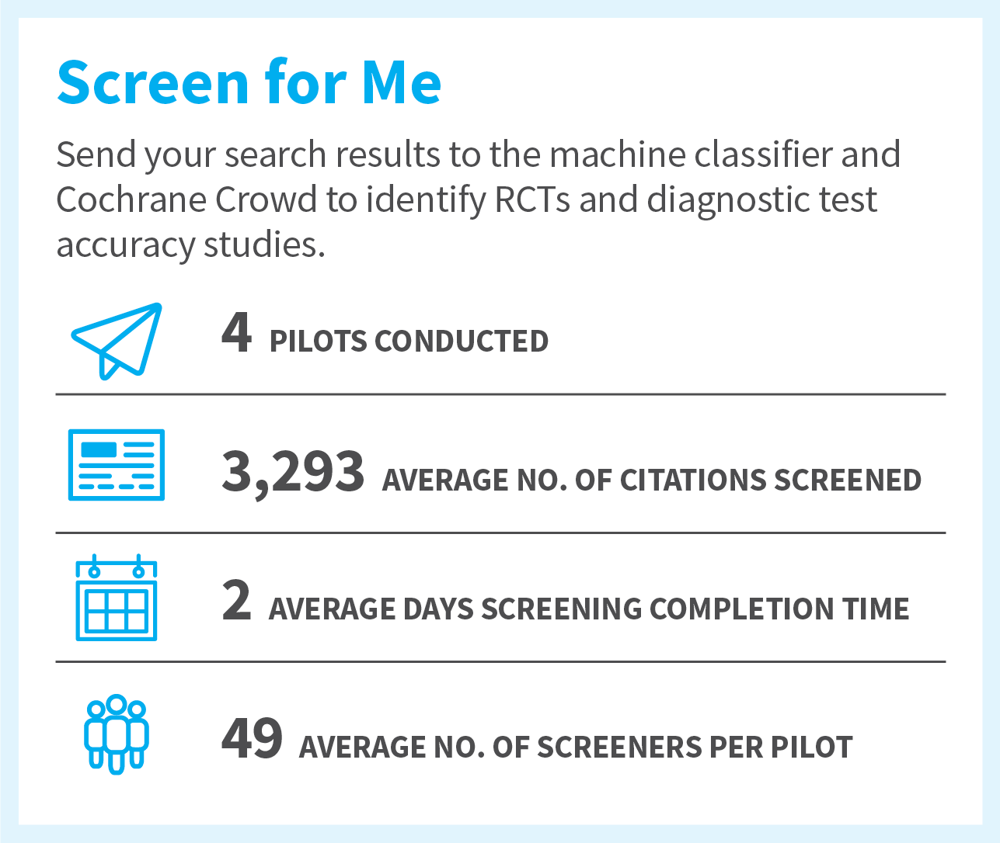 Screen for Me
Send your search results to the machine classifier and
Cochrane Crowd to identify RCTs and diagnostic test
accuracy studies.
4 PILOTS CONDUCTED
3,293 AVERAGE NO. OF CITATIONS SCREENED
2 AVERAGE DAYS SCREENING COMPLETION TIME
49 AVERAGE NO. OF SCREENERS PER PILOT